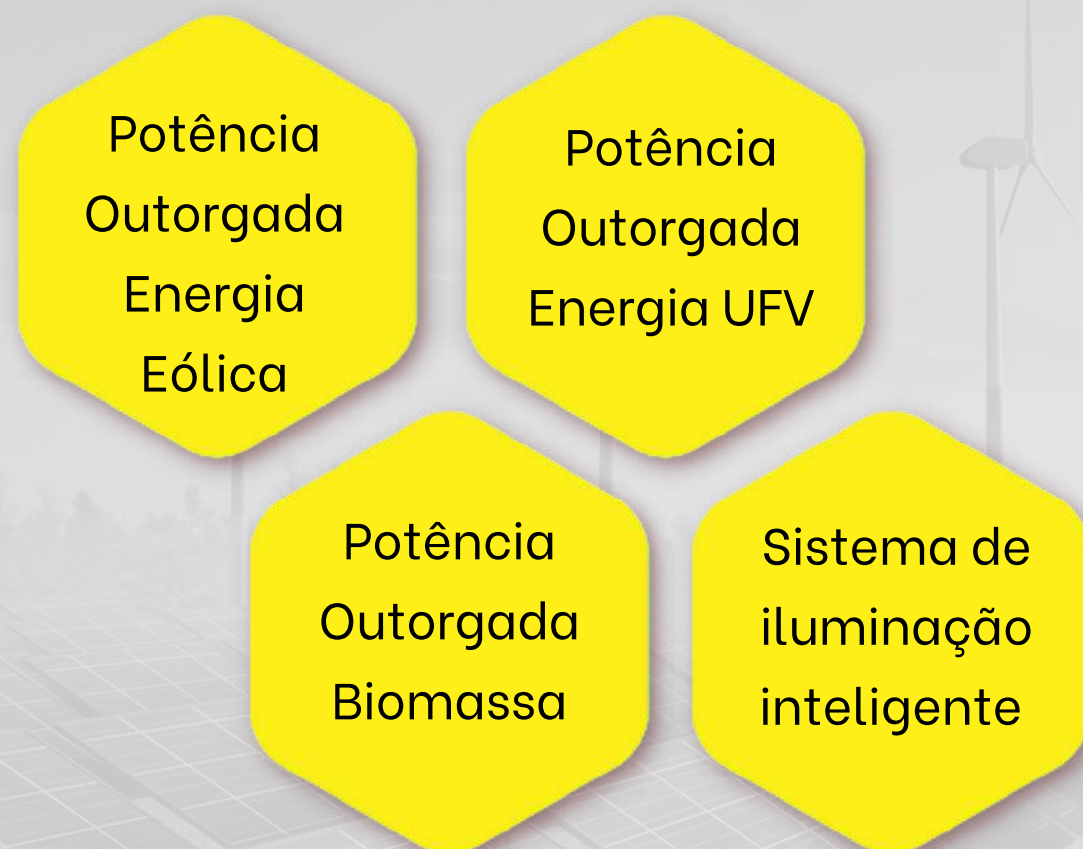 Potência
Outorgada
Energia
Eólica
Potência
Outorgada
Energia UFV
Potência
Outorgada
Biomassa
Sistema de
iluminação
inteligente